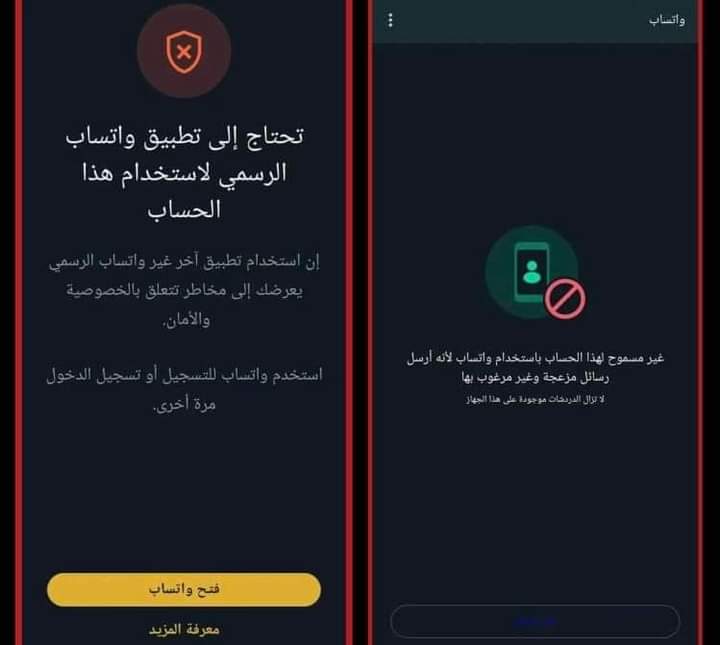 تحتاج إلى تطبيق واتساب
الرسمي لاستخدام هذا
الحساب
إن استخدام تطبيق آخر غير واتساب الرسمي
يعرضك إلى مخاطر تتعلق بالخصوصية
والأمان.
استخدم واتساب للتسجيل أو تسجيل الدخول
مرة أخرى.
فتح واتساب
معرفة المزيد
واتساب
غير مسموح لهذا الحساب باستخدام واتساب لأنه أرسل
رسائل مزعجة وغير مرغوب بها
لا تزال الدردشات موجودة على هذا الجهاز